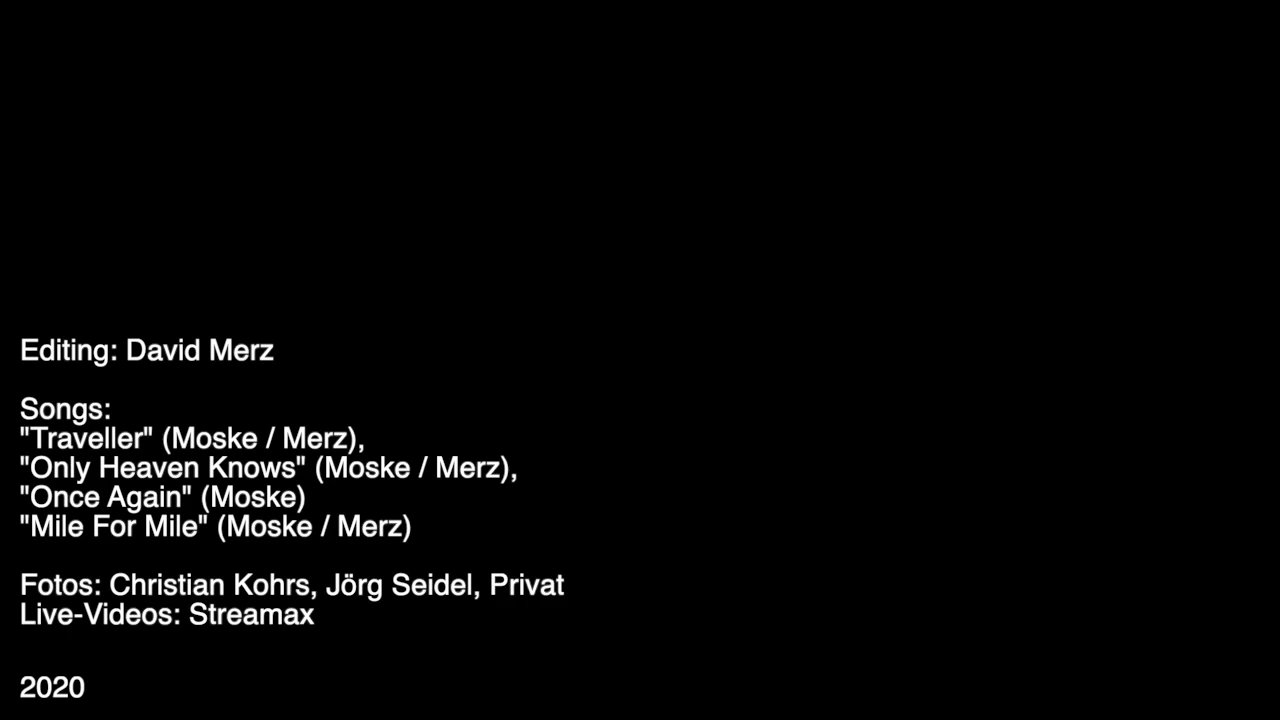 Editing: David Merz
Songs:
"Traveller" (Moske / Merz),
"Only Heaven Knows" (Moske / Merz),
"Once Again" (Moske)
"Mile For Mile" (Moske / Merz)
Fotos: Christian Kohrs, Jörg Seidel, Privat
Live-Videos: Streamax
2020